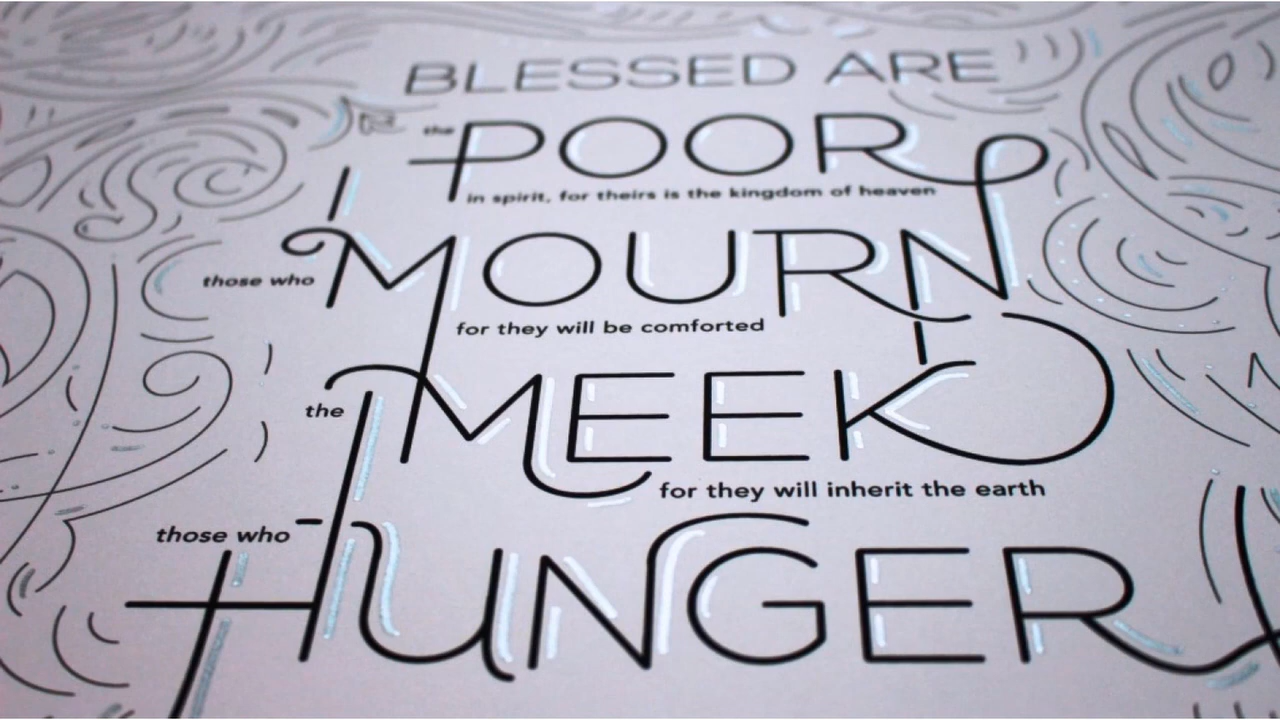 BLESSED ARE
the POOR
in spirit, for theirs is the kingdom of heaven
those who MOURN
for they will be comforted
the MEEK
for they will inherit the earth
those who HUNGER